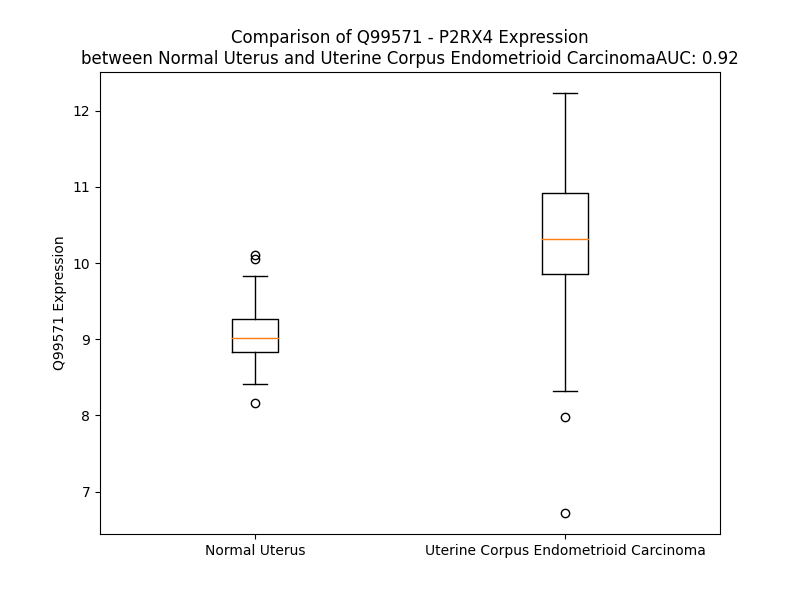 Comparison of Q99571 - P2RX4 Expression
between Normal Uterus and Uterine Corpus Endometrioid CarcinomaAUC: 0.92
12
11
10
9
8
7
Q99571 Expression
Normal Uterus
Uterine Corpus Endometrioid Carcinoma